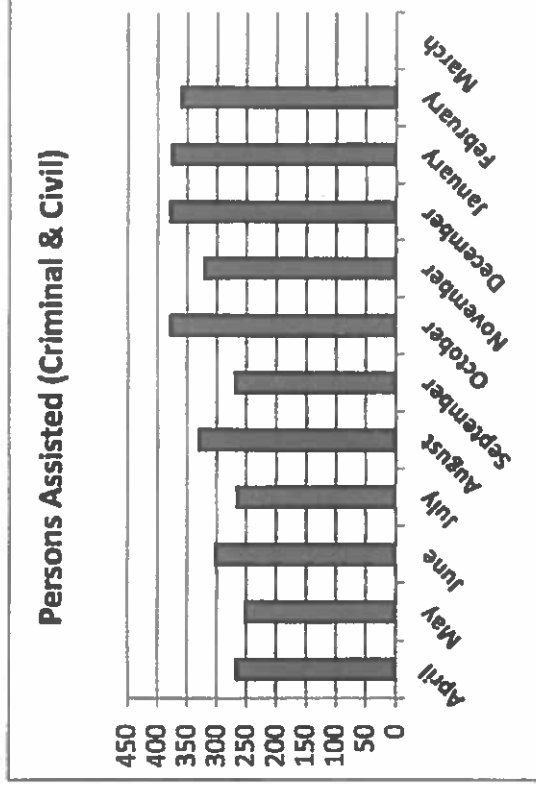 Persons Assisted (Criminal & Civil)
450
400
350
300
250
200
150
100
50
0
April
May
June
July
August
September
October
November
December
January
February
March